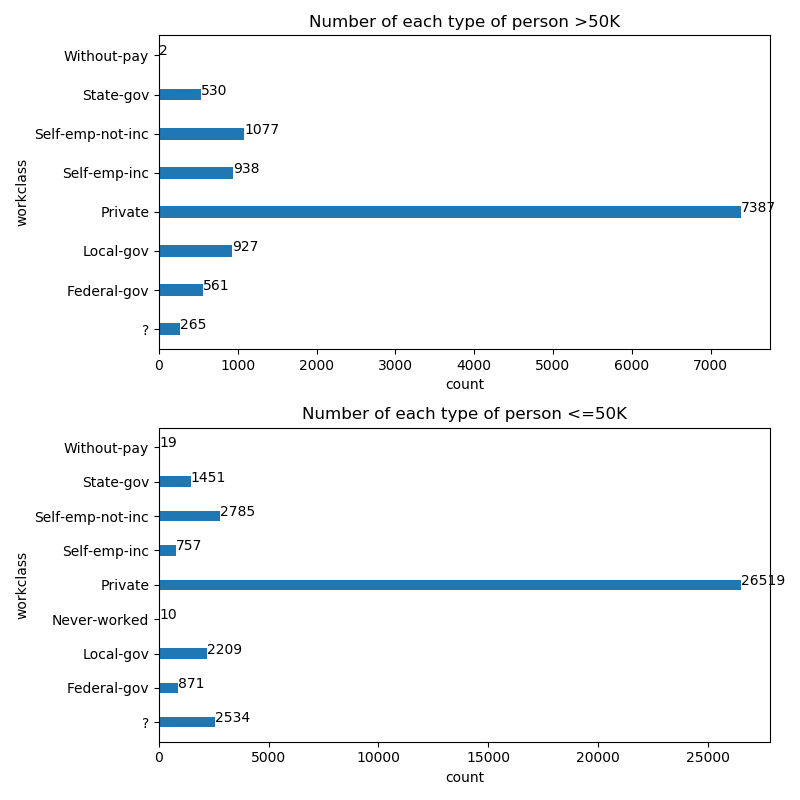 Number of each type of person >50K
Without-pay 2
State-gov 530
Self-emp-not-inc 1077
Self-emp-inc 938
Private 7387
Local-gov 927
Federal-gov 561
? 265
workclass
0 1000 2000 3000 4000 5000 6000 7000
count
Number of each type of person <=50K
Without-pay 19
State-gov 1451
Self-emp-not-inc 2785
Self-emp-inc 757
Private 26519
Never-worked 10
Local-gov 2209
Federal-gov 871
? 2534
workclass
0 5000 10000 15000 20000 25000
count